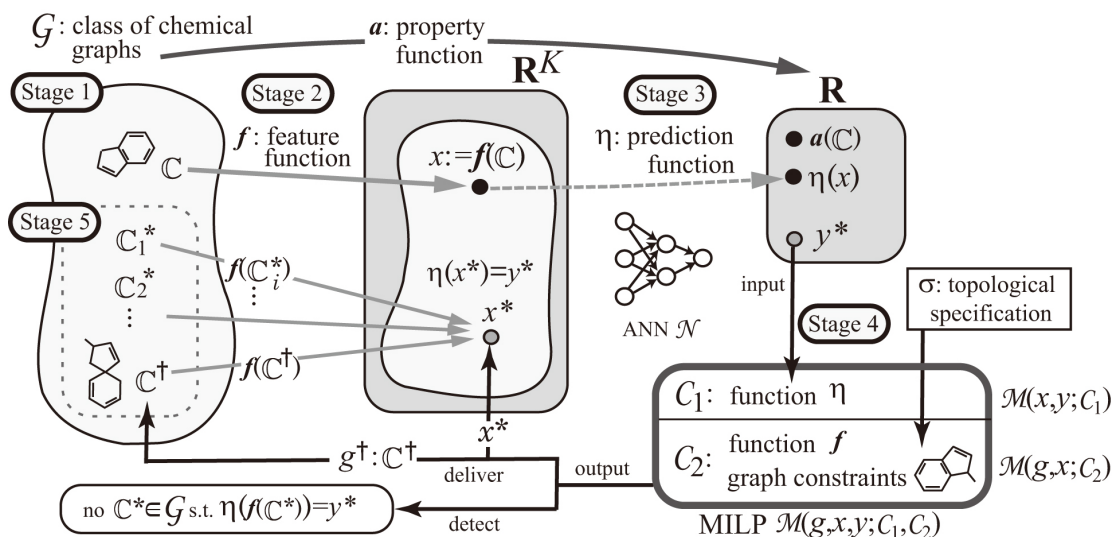 𝒢: class of chemical
graphs
a: property
function
Stage 1
Stage 2
R^K
Stage 3
R
f: feature
function
η: prediction
function
ℂ
x:=f(ℂ)
a(ℂ)
η(x)
Stage 5
ℂ₁*
ℂ₂*
⋮
ℂ†
f(ℂᵢ*)
⋮
f(ℂ†)
η(x*)=y*
x*
y*
input
ANN 𝒩
Stage 4
σ: topological
specification
C₁: function η
ℳ(x,y;C₁)
C₂: function f
graph constraints
ℳ(g,x;C₂)
x*
g†:ℂ†
deliver
output
no ℂ*∈𝒢 s.t. η(f(ℂ*))=y*
detect
MILP ℳ(g,x,y;C₁,C₂)